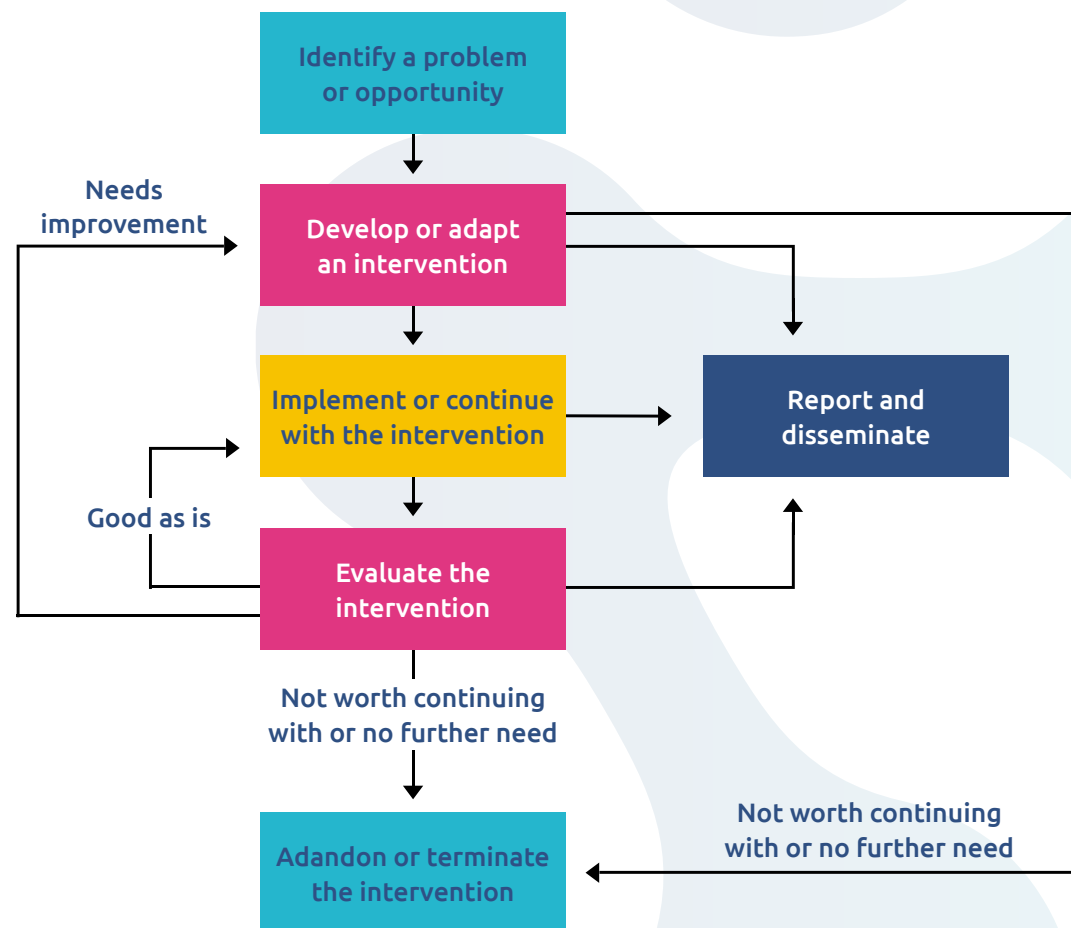 Identify a problem
or opportunity
Needs
improvement
Develop or adapt
an intervention
Implement or continue
with the intervention
Report and
disseminate
Good as is
Evaluate the
intervention
Not worth continuing
with or no further need
Adandon or terminate
the intervention
Not worth continuing
with or no further need